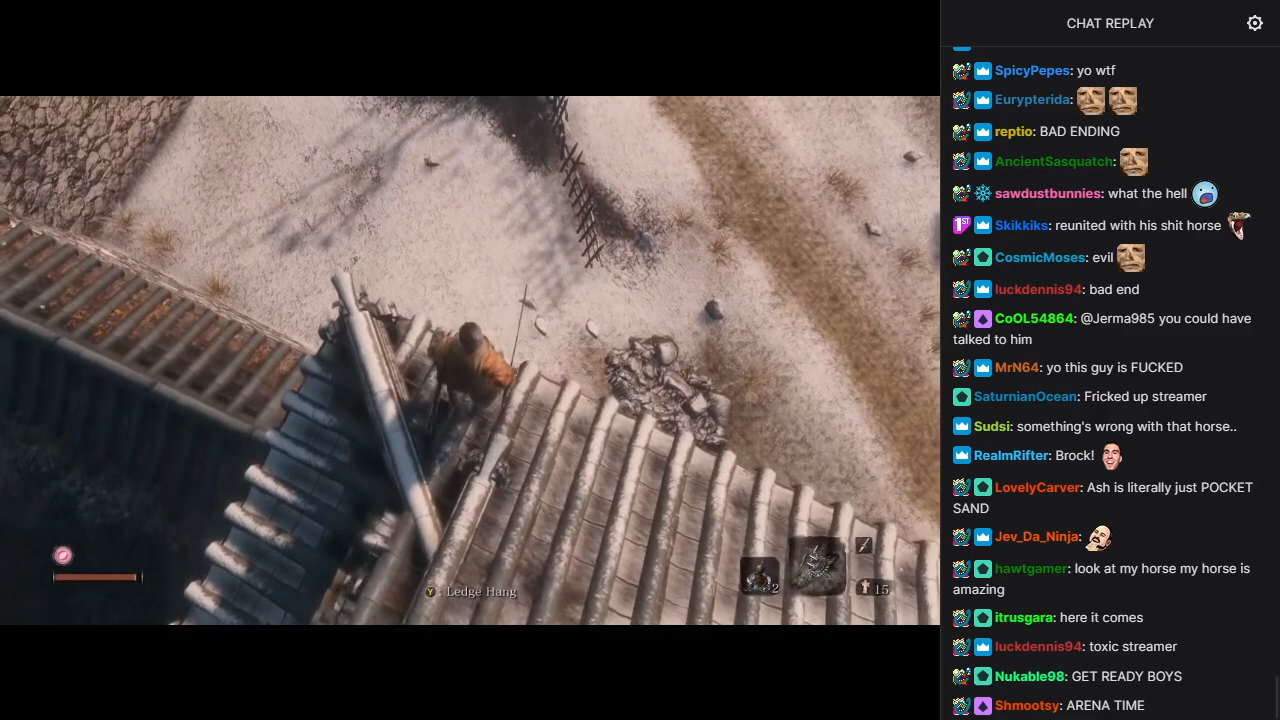 CHAT REPLAY
SpicyPepes: yo wtf
Eurypterida:
reptio: BAD ENDING
AncientSasquatch:
sawdustbunnies: what the hell
1ST Skikkiks: reunited with his shit horse
CosmicMoses: evil
luckdennis94: bad end
CoOL54864: @Jerma985 you could have
talked to him
MrN64: yo this guy is FUCKED
SaturnianOcean: Fricked up streamer
Sudsi: something's wrong with that horse..
RealmRifter: Brock!
LovelyCarver: Ash is literally just POCKET
SAND
Jev_Da_Ninja:
hawtgamer: look at my horse my horse is
amazing
itrusgara: here it comes
luckdennis94: toxic streamer
Nukable98: GET READY BOYS
Shmootsy: ARENA TIME
2
15
Y : Ledge Hang